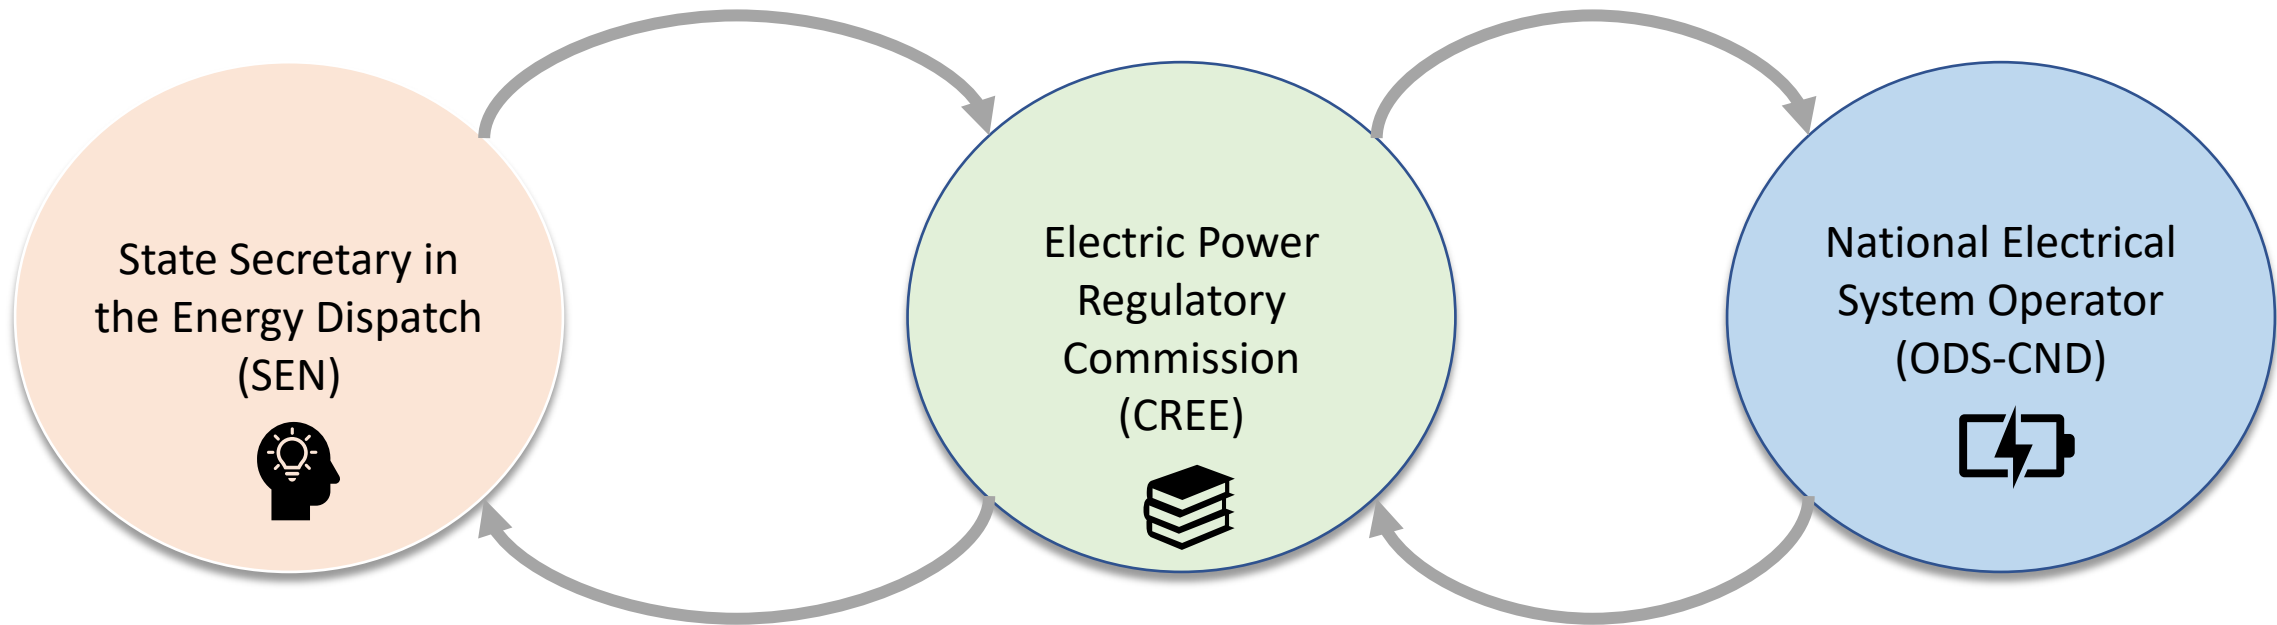 State Secretary in
the Energy Dispatch
(SEN)
Electric Power
Regulatory
Commission
(CREE)
National Electrical
System Operator
(ODS-CND)